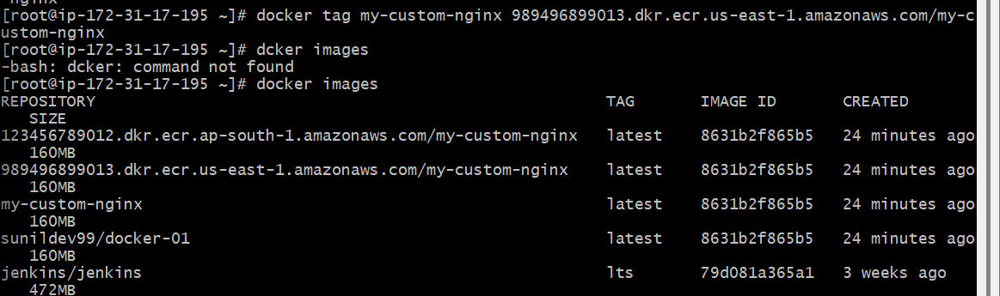 [root@ip-172-31-17-195 ~]# docker tag my-custom-nginx 989496899013.dkr.ecr.us-east-1.amazonaws.com/my-c
ustom-nginx
[root@ip-172-31-17-195 ~]# dcker images
-bash: dcker: command not found
[root@ip-172-31-17-195 ~]# docker images
REPOSITORY TAG IMAGE ID CREATED
SIZE
123456789012.dkr.ecr.ap-south-1.amazonaws.com/my-custom-nginx latest 8631b2f865b5 24 minutes ago
160MB
989496899013.dkr.ecr.us-east-1.amazonaws.com/my-custom-nginx latest 8631b2f865b5 24 minutes ago
160MB
my-custom-nginx latest 8631b2f865b5 24 minutes ago
160MB
sunildev99/docker-01 latest 8631b2f865b5 24 minutes ago
160MB
jenkins/jenkins lts 79d081a365a1 3 weeks ago
472MB